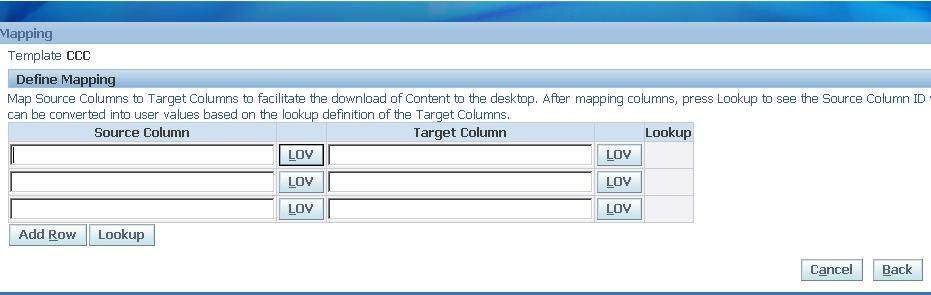 Mapping
Template CCC
Define Mapping
Map Source Columns to Target Columns to facilitate the download of Content to the desktop. After mapping columns, press Lookup to see the Source Column ID
can be converted into user values based on the lookup definition of the Target Columns.
Source Column Target Column Lookup
LOV LOV
LOV LOV
LOV LOV
Add Row Lookup
Cancel Back